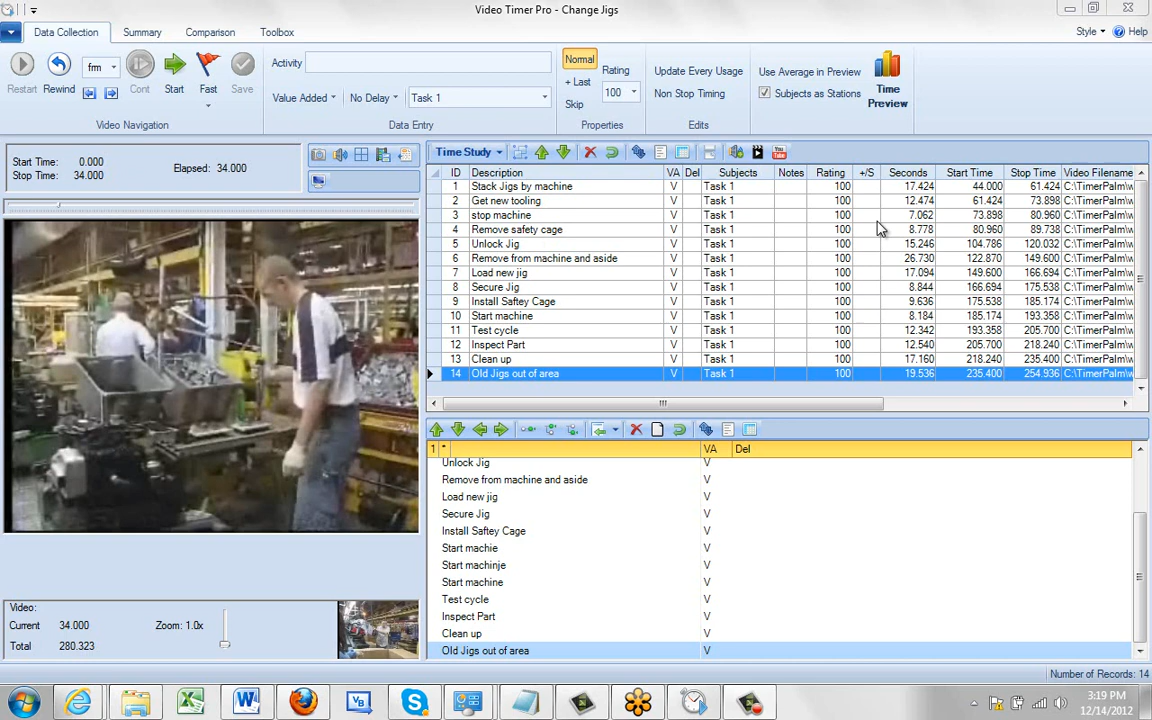 Video Timer Pro - Change Jigs
Data Collection Summary Comparison Toolbox Style Help
Restart Rewind frm Cont Start Fast Save
Video Navigation
Activity
Value Added No Delay Task 1
Data Entry
Normal
+ Last
Skip
Rating
100
Properties
Update Every Usage
Non Stop Timing
Edits
Use Average in Preview
Subjects as Stations
Time
Preview
Start Time: 0.000
Stop Time: 34.000
Elapsed: 34.000
Time Study
ID Description VA Del Subjects Notes Rating +/S Seconds Start Time Stop Time Video Filename
1 Stack Jigs by machine V Task 1 100 17.424 44.000 61.424 C:\TimerPalm\w
2 Get new tooling V Task 1 100 12.474 61.424 73.898 C:\TimerPalm\w
3 stop machine V Task 1 100 7.062 73.898 80.960 C:\TimerPalm\w
4 Remove safety cage V Task 1 100 8.778 80.960 89.738 C:\TimerPalm\w
5 Unlock Jig V Task 1 100 15.246 104.786 120.032 C:\TimerPalm\w
6 Remove from machine and aside V Task 1 100 26.730 122.870 149.600 C:\TimerPalm\w
7 Load new jig V Task 1 100 17.094 149.600 166.694 C:\TimerPalm\w
8 Secure Jig V Task 1 100 8.844 166.694 175.538 C:\TimerPalm\w
9 Install Saftey Cage V Task 1 100 9.636 175.538 185.174 C:\TimerPalm\w
10 Start machine V Task 1 100 8.184 185.174 193.358 C:\TimerPalm\w
11 Test cycle V Task 1 100 12.342 193.358 205.700 C:\TimerPalm\w
12 Inspect Part V Task 1 100 12.540 205.700 218.240 C:\TimerPalm\w
13 Clean up V Task 1 100 17.160 218.240 235.400 C:\TimerPalm\w
14 Old Jigs out of area V Task 1 100 19.536 235.400 254.936 C:\TimerPalm\w
1 * VA Del
Unlock Jig V
Remove from machine and aside V
Load new jig V
Secure Jig V
Install Saftey Cage V
Start machie V
Start machinje V
Start machine V
Test cycle V
Inspect Part V
Clean up V
Old Jigs out of area V
Video:
Current 34.000 Zoom: 1.0x
Total 280.323
Number of Records: 14
3:19 PM
12/14/2012